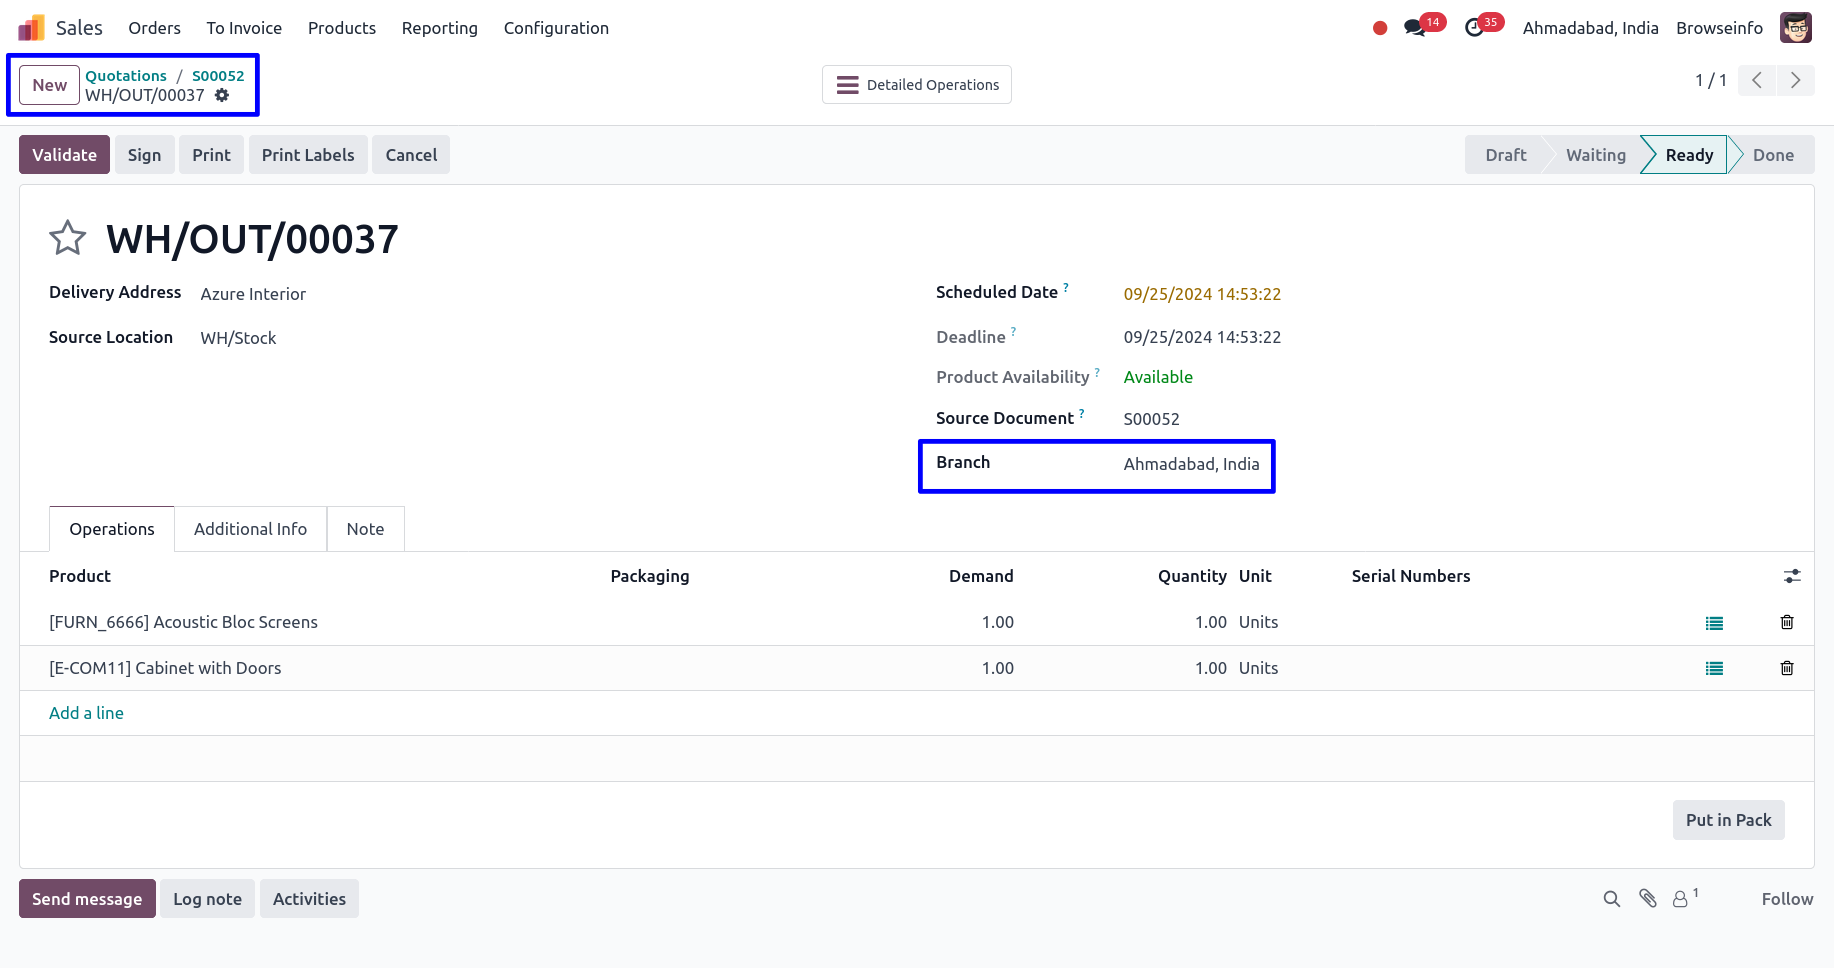 Sales Orders To Invoice Products Reporting Configuration 14 35 Ahmadabad, India Browseinfo
New Quotations / S00052
WH/OUT/00037
Detailed Operations
1 / 1
Validate Sign Print Print Labels Cancel Draft Waiting Ready Done
WH/OUT/00037
Delivery Address Azure Interior
Source Location WH/Stock
Scheduled Date ? 09/25/2024 14:53:22
Deadline ? 09/25/2024 14:53:22
Product Availability ? Available
Source Document ? S00052
Branch Ahmadabad, India
Operations Additional Info Note
Product Packaging Demand Quantity Unit Serial Numbers
[FURN_6666] Acoustic Bloc Screens 1.00 1.00 Units
[E-COM11] Cabinet with Doors 1.00 1.00 Units
Add a line
Put in Pack
Send message Log note Activities 1 Follow